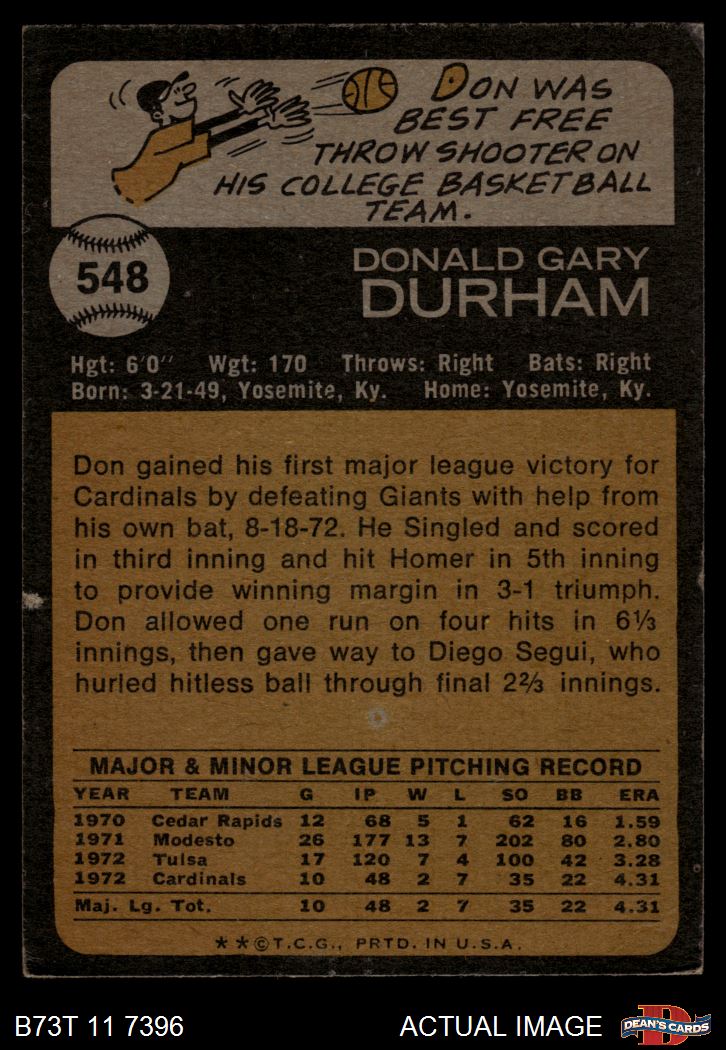 DON WAS
BEST FREE
THROW SHOOTER ON
HIS COLLEGE BASKETBALL
TEAM.
548
DONALD GARY
DURHAM
Hgt: 6'0" Wgt: 170 Throws: Right Bats: Right
Born: 3-21-49, Yosemite, Ky. Home: Yosemite, Ky.
Don gained his first major league victory for
Cardinals by defeating Giants with help from
his own bat, 8-18-72. He Singled and scored
in third inning and hit Homer in 5th inning
to provide winning margin in 3-1 triumph.
Don allowed one run on four hits in 6⅓
innings, then gave way to Diego Segui, who
hurled hitless ball through final 2⅔ innings.
MAJOR & MINOR LEAGUE PITCHING RECORD
YEAR TEAM G IP W L SO BB ERA
1970 Cedar Rapids 12 68 5 1 62 16 1.59
1971 Modesto 26 177 13 7 202 80 2.80
1972 Tulsa 17 120 7 4 100 42 3.28
1972 Cardinals 10 48 2 7 35 22 4.31
Maj. Lg. Tot. 10 48 2 7 35 22 4.31
**©T.C.G., PRTD. IN U.S.A.
B73T 11 7396 ACTUAL IMAGE
D
DEAN'S CARDS